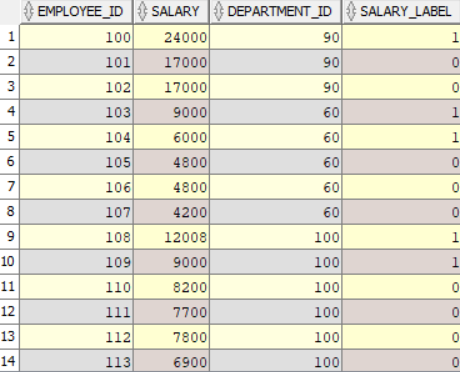 EMPLOYEE_ID SALARY DEPARTMENT_ID SALARY_LABEL
1 100 24000 90 1
2 101 17000 90 0
3 102 17000 90 0
4 103 9000 60 1
5 104 6000 60 1
6 105 4800 60 0
7 106 4800 60 0
8 107 4200 60 0
9 108 12008 100 1
10 109 9000 100 1
11 110 8200 100 0
12 111 7700 100 0
13 112 7800 100 0
14 113 6900 100 0